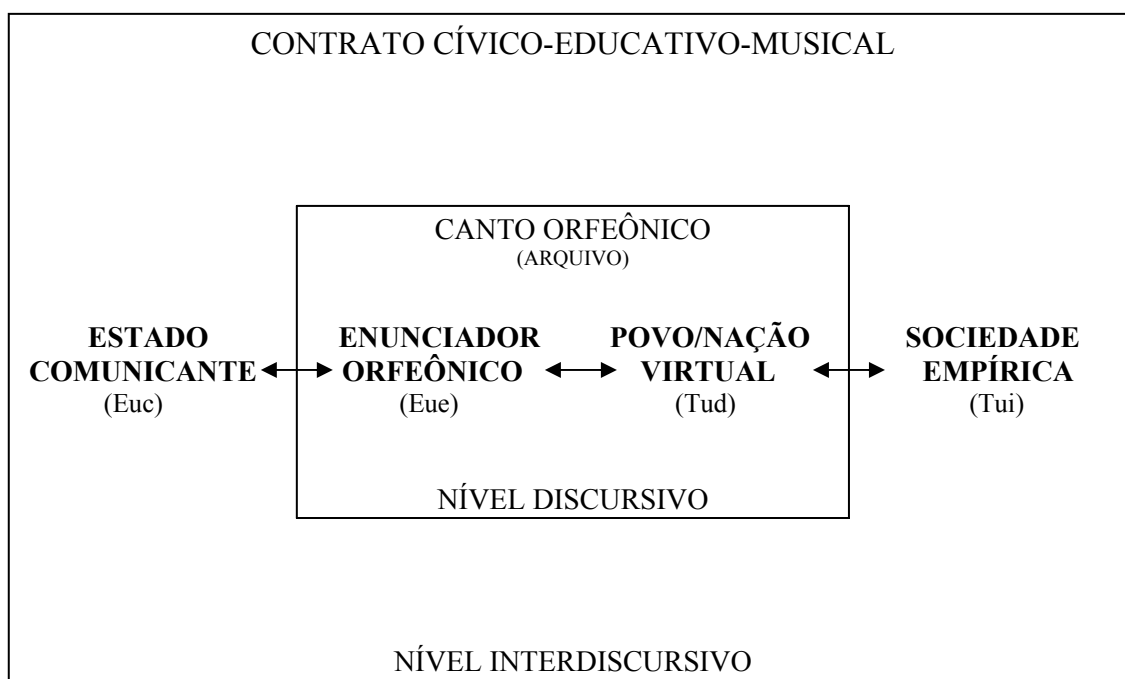 CONTRATO CÍVICO-EDUCATIVO-MUSICAL
CANTO ORFEÔNICO
(ARQUIVO)
ESTADO COMUNICANTE
(Euc)
ENUNCIADOR ORFEÔNICO
(Eue)
POVO/NAÇÃO VIRTUAL
(Tud)
SOCIEDADE EMPÍRICA
(Tui)
NÍVEL DISCURSIVO
NÍVEL INTERDISCURSIVO